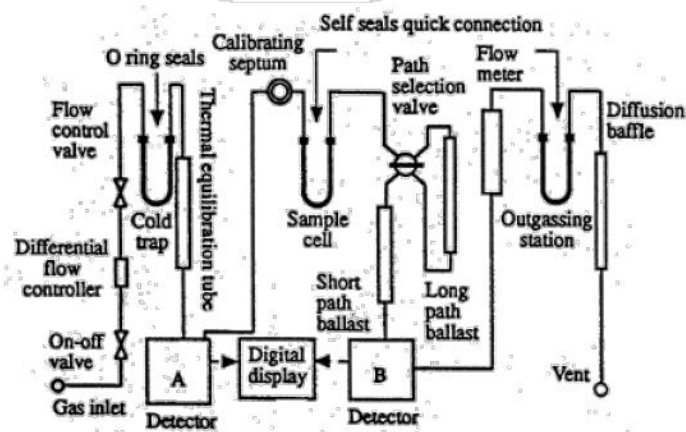 Self seals quick connection
O ring seals
Calibrating
septum
Flow
meter
Path
selection
valve
Flow
control
valve
Thermal equilibration tube
Diffusion
baffle
Cold
trap
Sample
cell
Outgassing
station
Differential
flow
controller
Short
path
ballast
Long
path
ballast
On-off
valve
A
Digital
display
B
Vent
Gas inlet
Detector
Detector